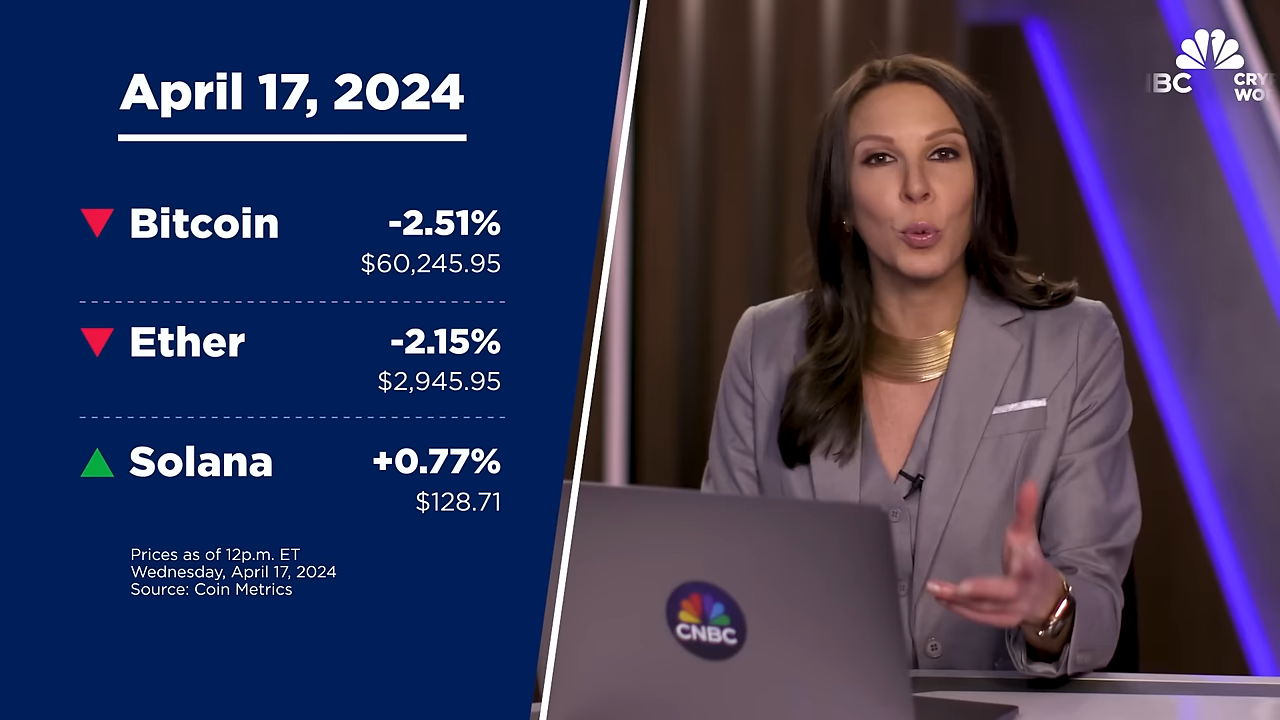 April 17, 2024
Bitcoin -2.51%
$60,245.95
Ether -2.15%
$2,945.95
Solana +0.77%
$128.71
Prices as of 12p.m. ET
Wednesday, April 17, 2024
Source: Coin Metrics
CNBC